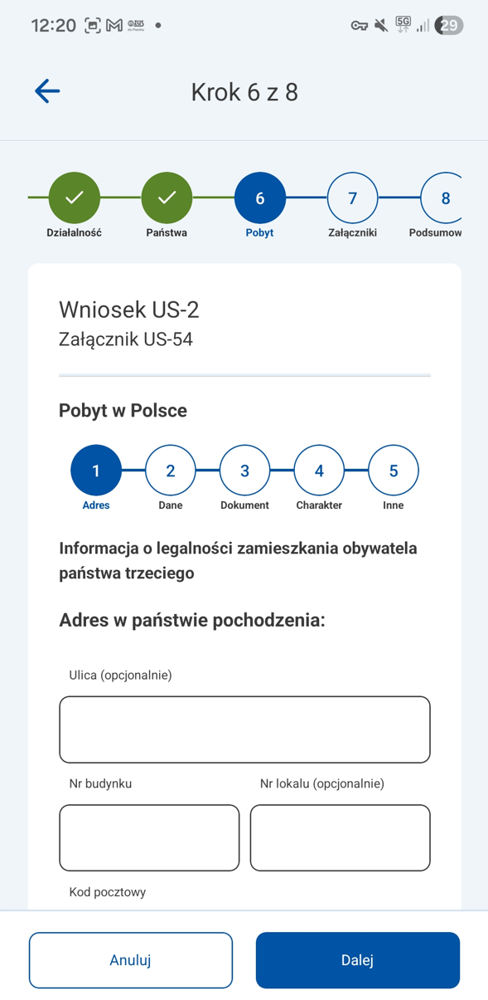 12:20
ZUS
5G
29
Krok 6 z 8
6
7
8
Działalność
Państwa
Pobyt
Załączniki
Podsumow
Wniosek US-2
Załącznik US-54
Pobyt w Polsce
1
2
3
4
5
Adres
Dane
Dokument
Charakter
Inne
Informacja o legalności zamieszkania obywatela
państwa trzeciego
Adres w państwie pochodzenia:
Ulica (opcjonalnie)
Nr budynku
Nr lokalu (opcjonalnie)
Kod pocztowy
Anuluj
Dalej